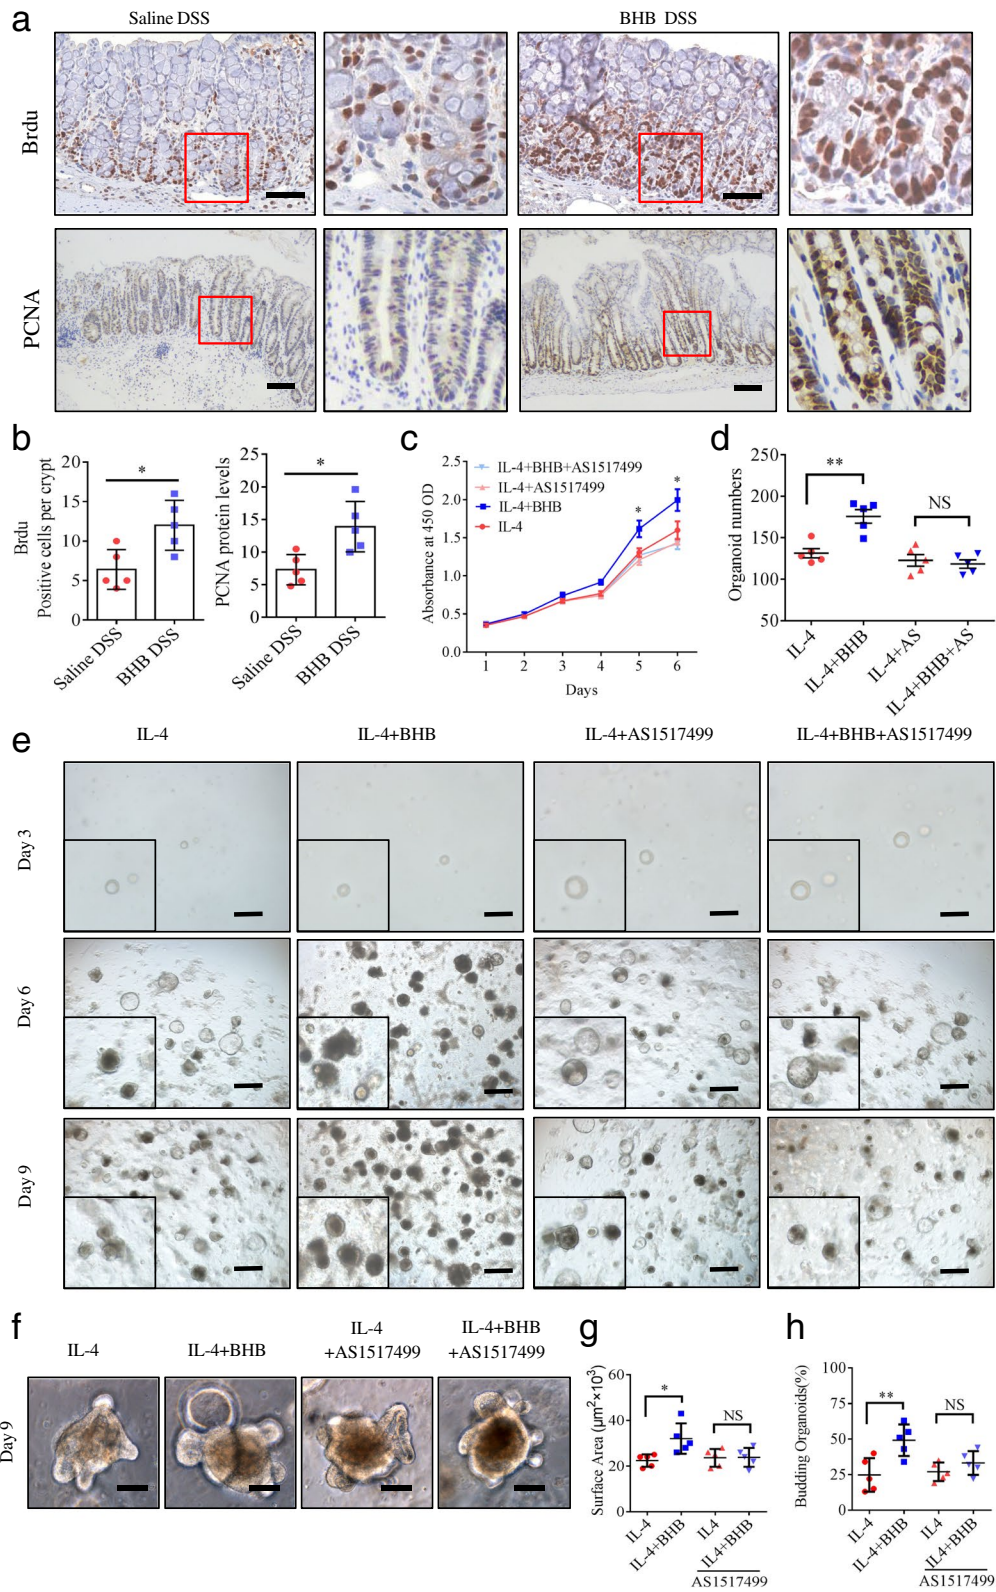 a
Saline DSS
BHB DSS
Brdu
PCNA
b
Brdu
Positive cells per crypt
20
15
10
5
0
*
Saline DSS
BHB DSS
PCNA protein levels
25
20
15
10
5
0
*
Saline DSS
BHB DSS
c
Absorbance at 450 OD
2.5
2.0
1.5
1.0
0.5
0.0
IL-4+BHB+AS1517499
IL-4+AS1517499
IL-4+BHB
IL-4
*
*
1 2 3 4 5 6
Days
d
Organoid numbers
250
200
150
100
50
**
NS
IL-4
IL-4+BHB
IL-4+AS
IL-4+BHB+AS
e
IL-4
IL-4+BHB
IL-4+AS1517499
IL-4+BHB+AS1517499
Day 3
Day 6
Day 9
f
IL-4
IL-4+BHB
IL-4
+AS1517499
IL-4+BHB
+AS1517499
Day 9
g
Surface Area (μm²×10³)
60
40
20
0
*
NS
IL-4
IL-4+BHB
IL4
IL4+BHB
AS1517499
h
Budding Organoids(%)
100
75
50
25
0
**
NS
IL-4
IL-4+BHB
IL4
IL4+BHB
AS1517499